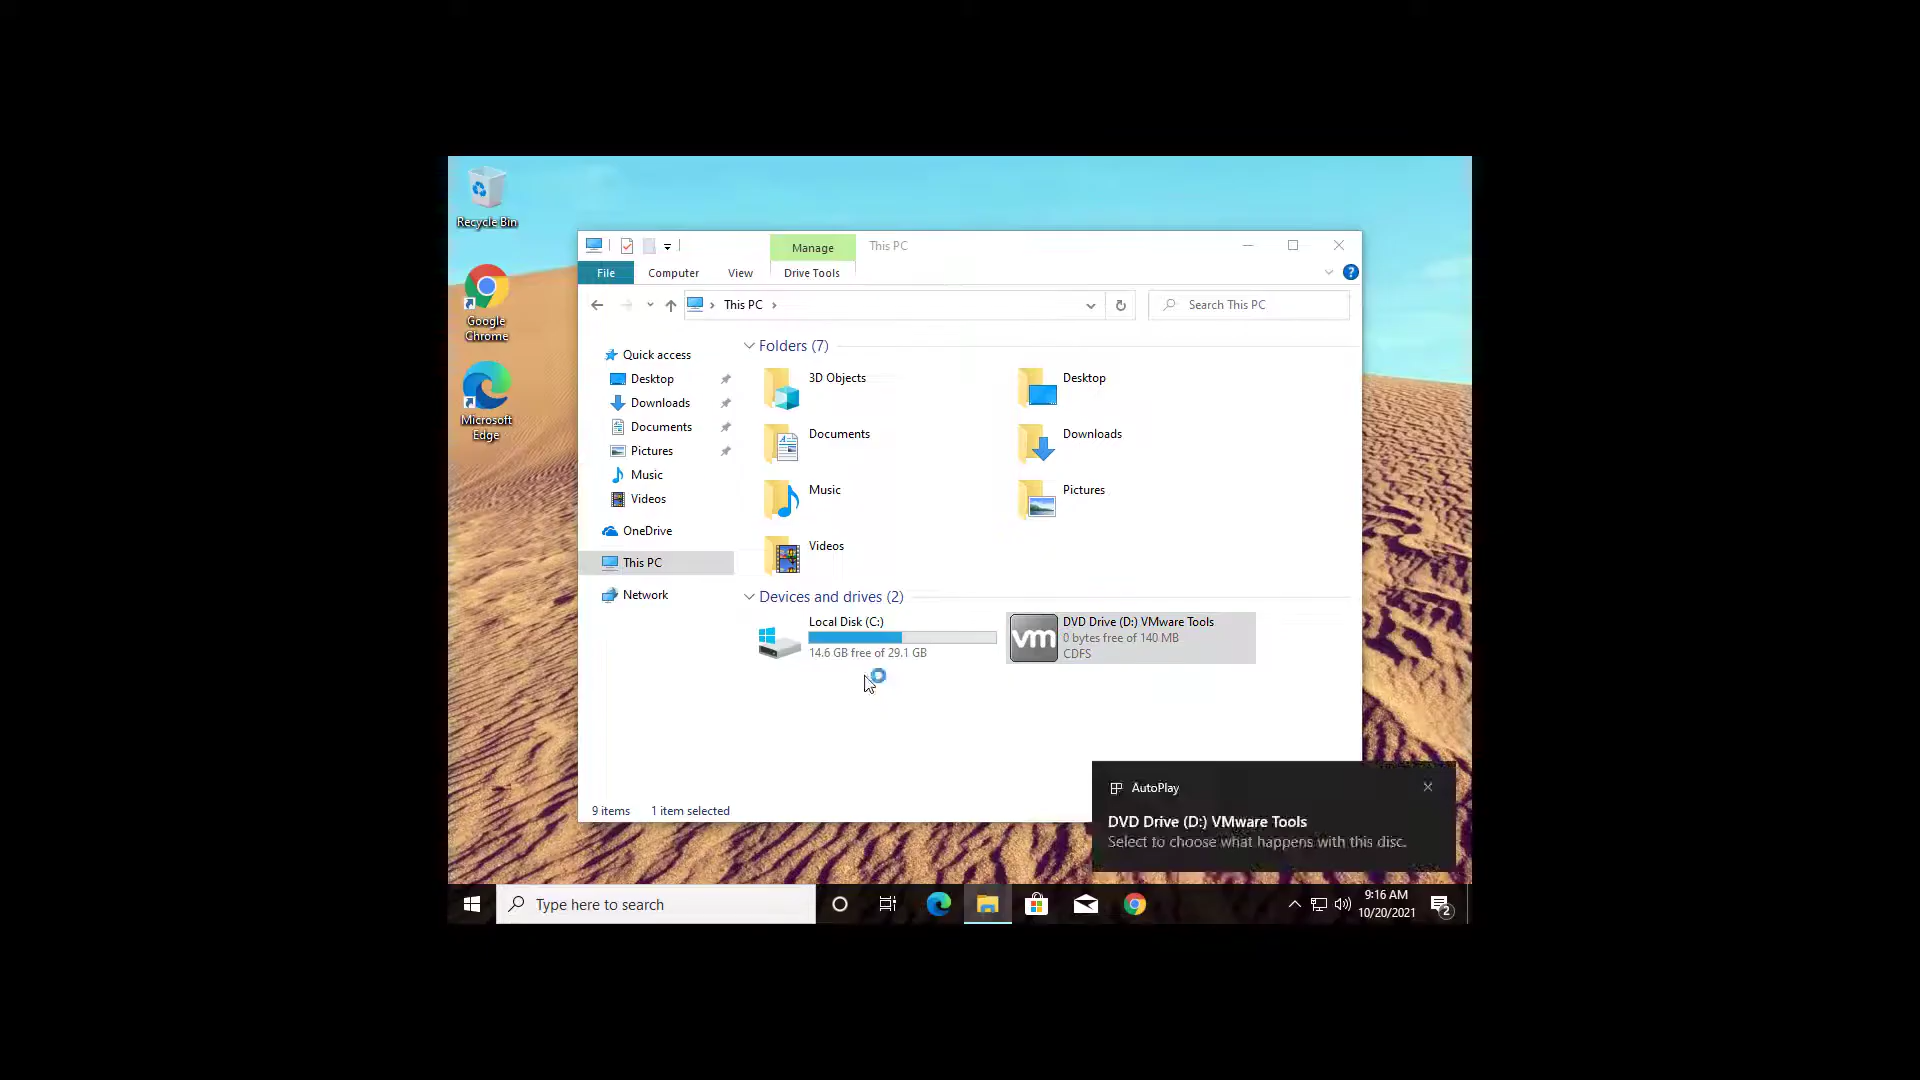 Recycle Bin
Google
Chrome
Microsoft
Edge
Manage
This PC
File
Computer
View
Drive Tools
?
This PC
Search This PC
Quick access
Desktop
Downloads
Documents
Pictures
Music
Videos
OneDrive
This PC
Network
Folders (7)
3D Objects
Desktop
Documents
Downloads
Music
Pictures
Videos
Devices and drives (2)
Local Disk (C:)
14.6 GB free of 29.1 GB
vm
DVD Drive (D:) VMware Tools
0 bytes free of 140 MB
CDFS
9 items
1 item selected
AutoPlay
DVD Drive (D:) VMware Tools
Select to choose what happens with this disc.
Type here to search
9:16 AM
10/20/2021
2